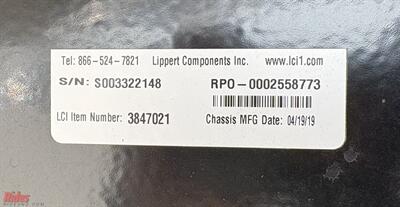 Tel: 866-524-7821 Lippert Components Inc. www.lci1.com
S/N: S003322148 RPO-0002558773
LCI Item Number: 3847021 Chassis MFG Date: 04/19/19
Rides